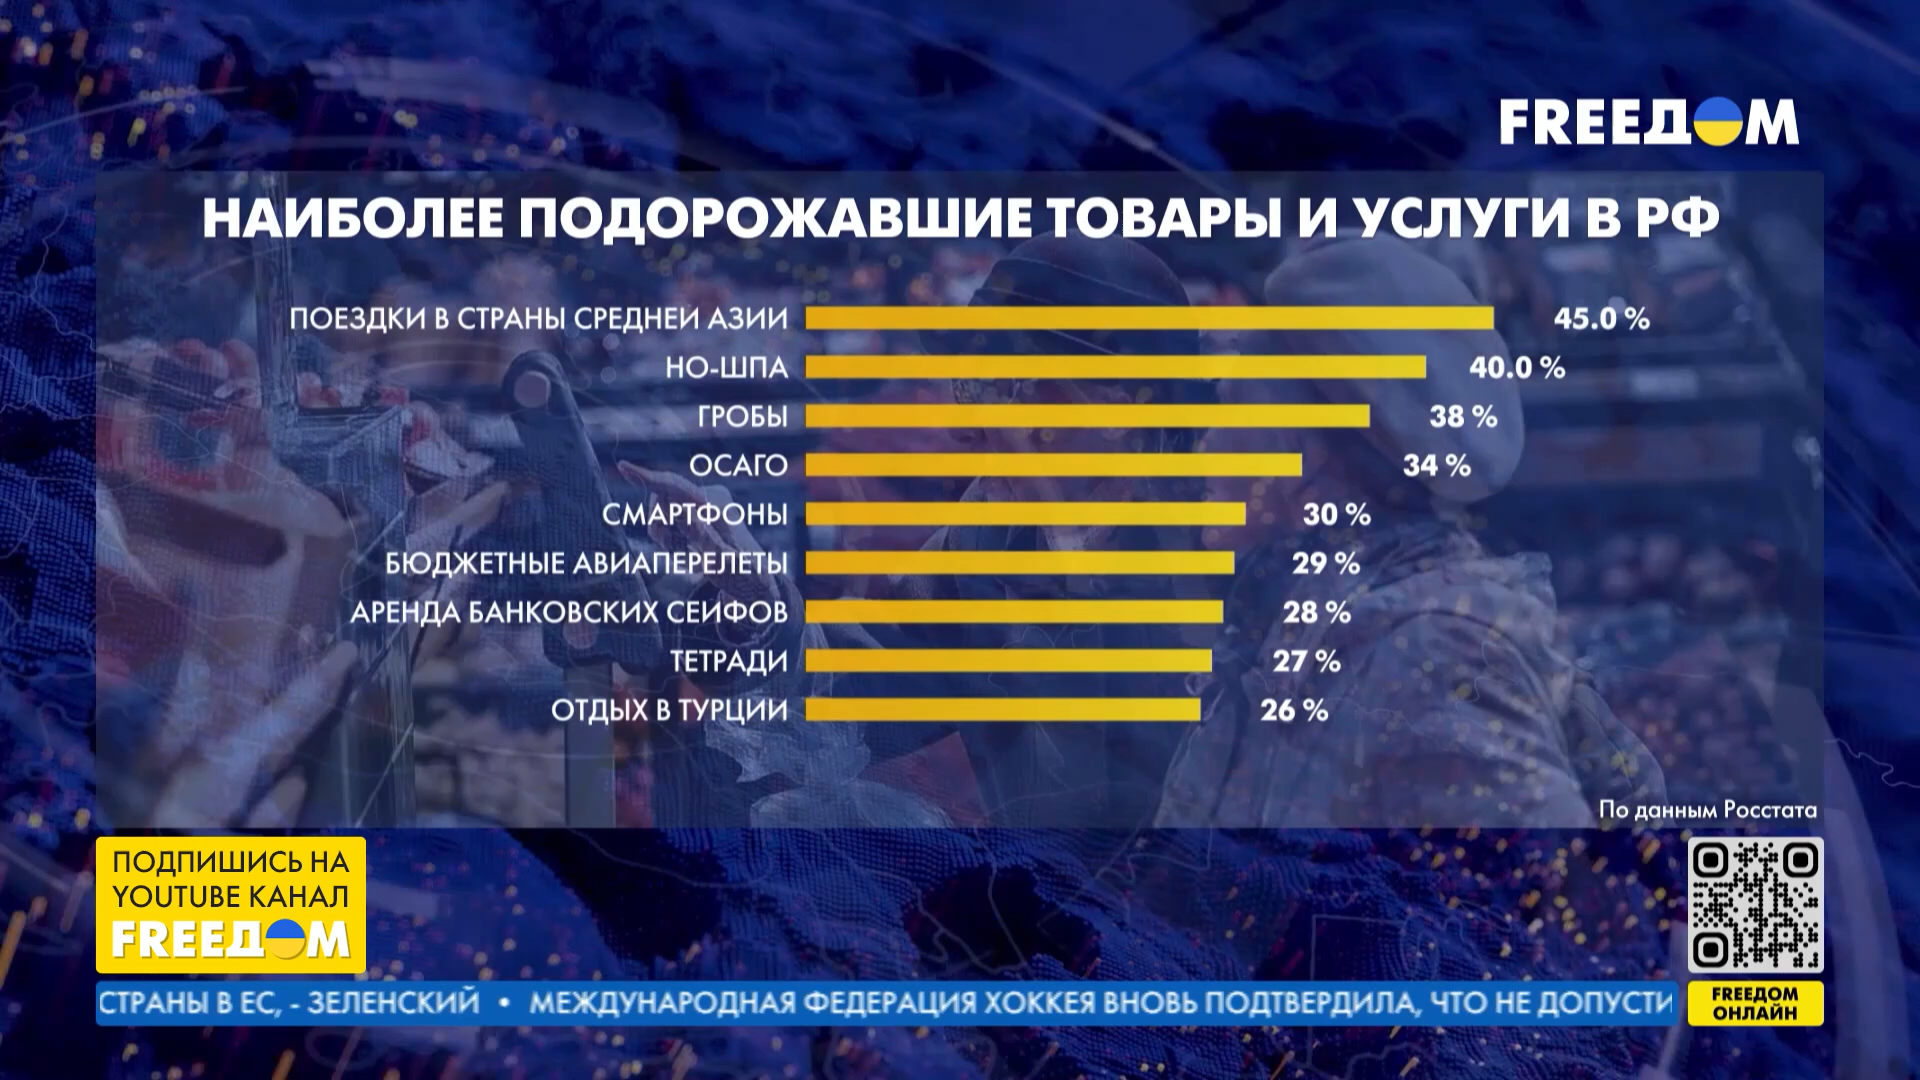 FREEДOM
НАИБОЛЕЕ ПОДОРОЖАВШИЕ ТОВАРЫ И УСЛУГИ В РФ
ПОЕЗДКИ В СТРАНЫ СРЕДНЕЙ АЗИИ 45.0 %
НО-ШПА 40.0 %
ГРОБЫ 38 %
ОСАГО 34 %
СМАРТФОНЫ 30 %
БЮДЖЕТНЫЕ АВИАПЕРЕЛЕТЫ 29 %
АРЕНДА БАНКОВСКИХ СЕЙФОВ 28 %
ТЕТРАДИ 27 %
ОТДЫХ В ТУРЦИИ 26 %
По данным Росстата
ПОДПИШИСЬ НА
YOUTUBE КАНАЛ
FREEДOM
СТРАНЫ В ЕС, - ЗЕЛЕНСКИЙ • МЕЖДУНАРОДНАЯ ФЕДЕРАЦИЯ ХОККЕЯ ВНОВЬ ПОДТВЕРДИЛА, ЧТО НЕ ДОПУСТИ
FREEДOM
ОНЛАЙН